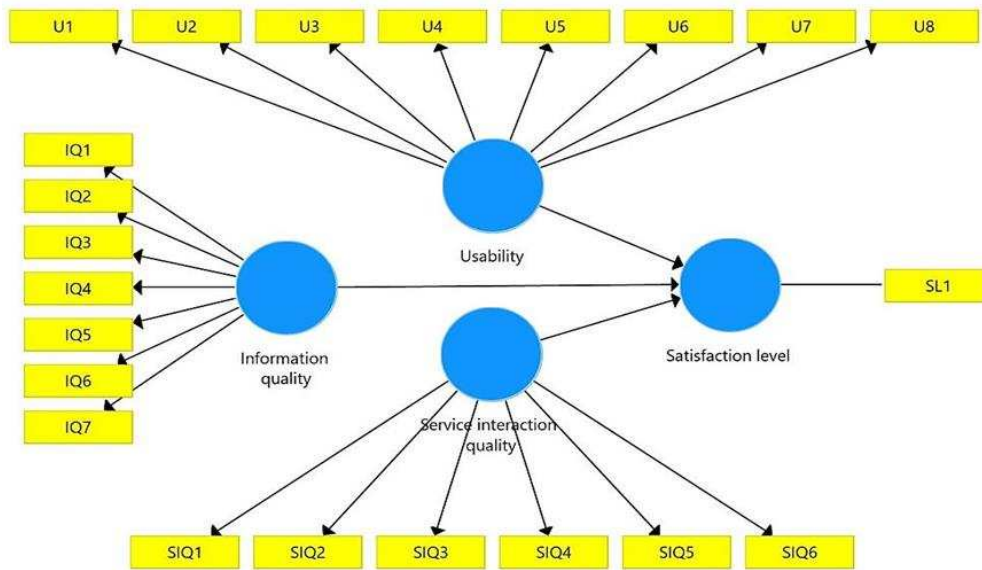 U1
U2
U3
U4
U5
U6
U7
U8
IQ1
IQ2
IQ3
IQ4
IQ5
IQ6
IQ7
Usability
Information
quality
Service interaction
quality
Satisfaction level
SL1
SIQ1
SIQ2
SIQ3
SIQ4
SIQ5
SIQ6